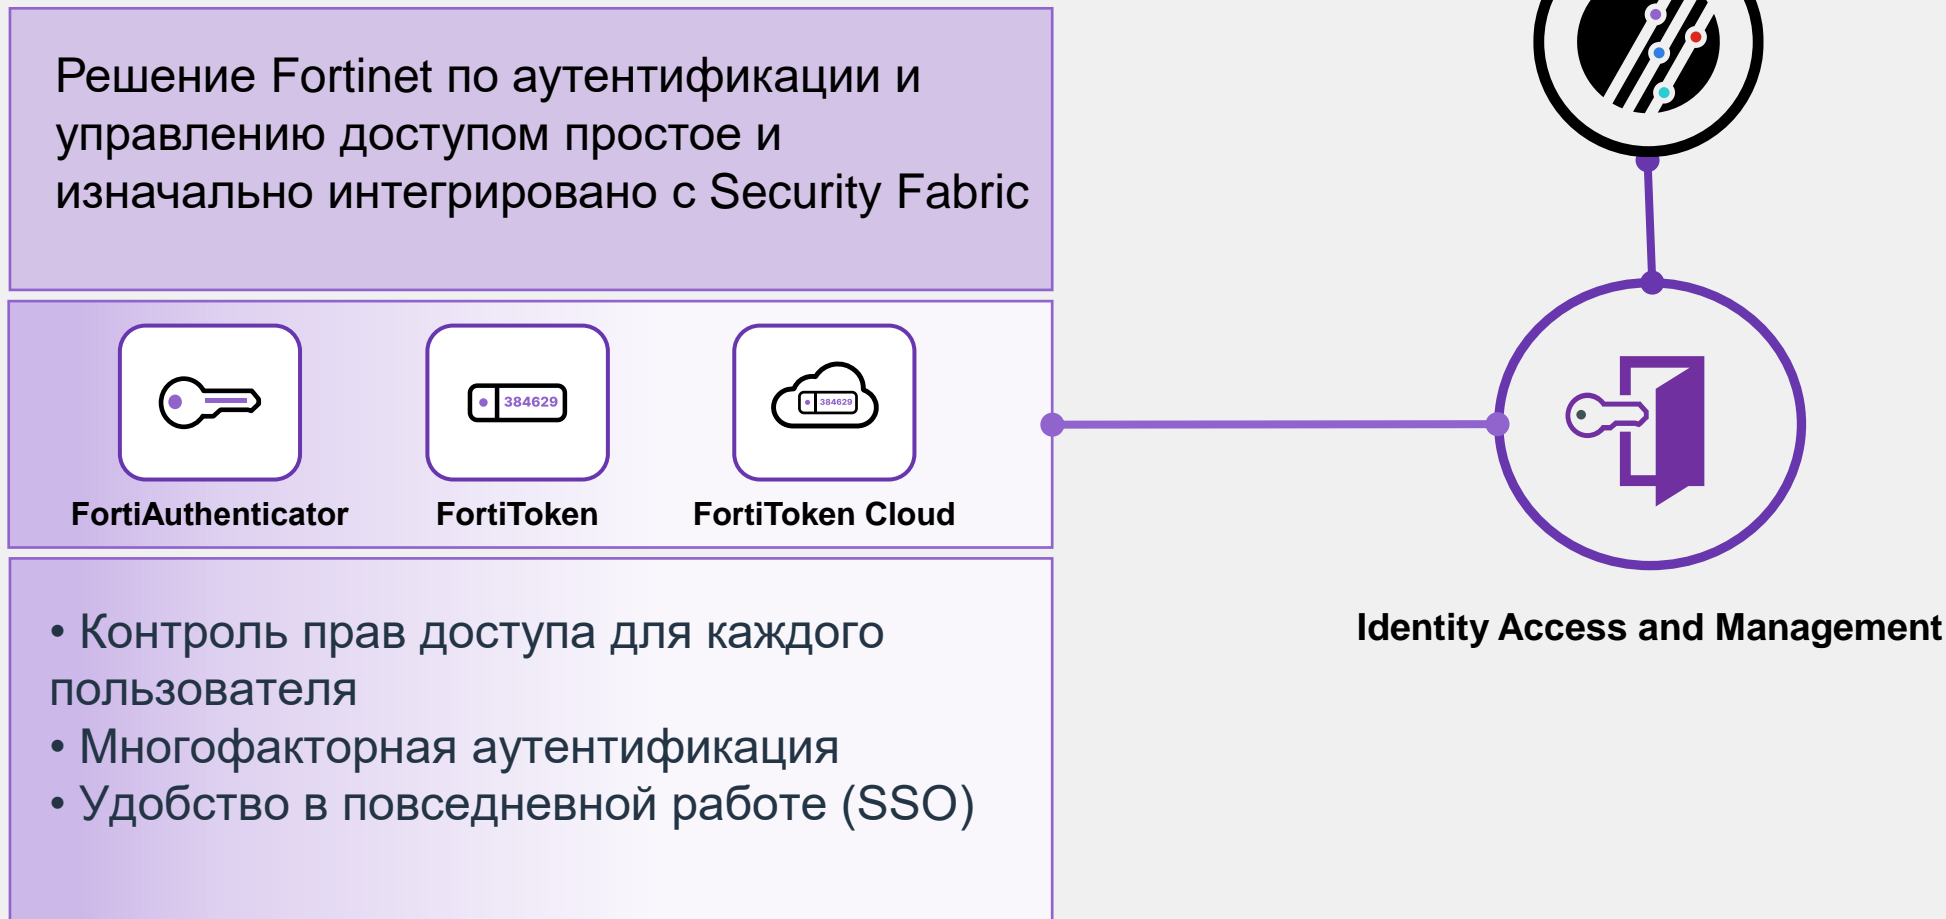 Решение Fortinet по аутентификации и
управлению доступом простое и
изначально интегрировано с Security Fabric
384629
384629
FortiAuthenticator
FortiToken
FortiToken Cloud
• Контроль прав доступа для каждого
пользователя
• Многофакторная аутентификация
• Удобство в повседневной работе (SSO)
Identity Access and Management